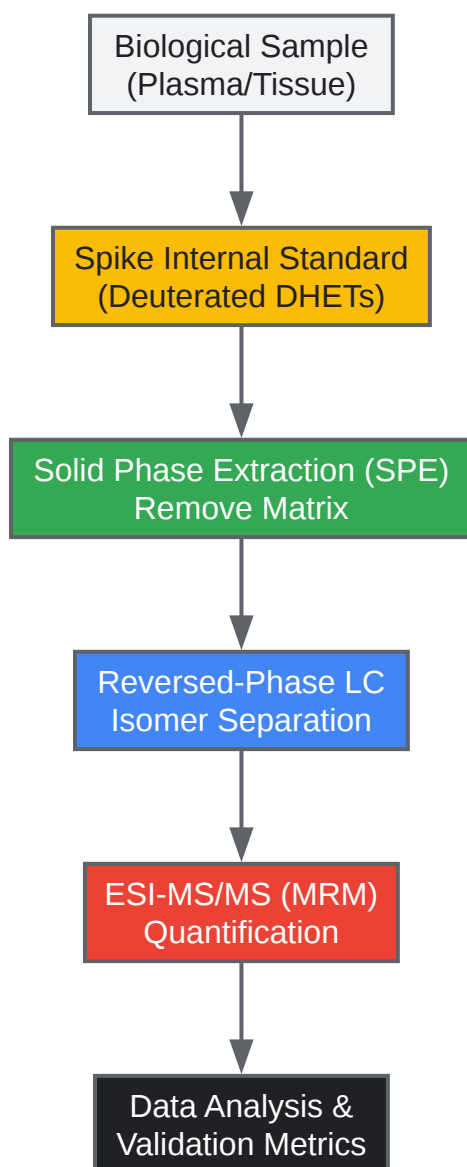 Biological Sample
(Plasma/Tissue)
Spike Internal Standard
(Deuterated DHETs)
Solid Phase Extraction (SPE)
Remove Matrix
Reversed-Phase LC
Isomer Separation
ESI-MS/MS (MRM)
Quantification
Data Analysis &
Validation Metrics